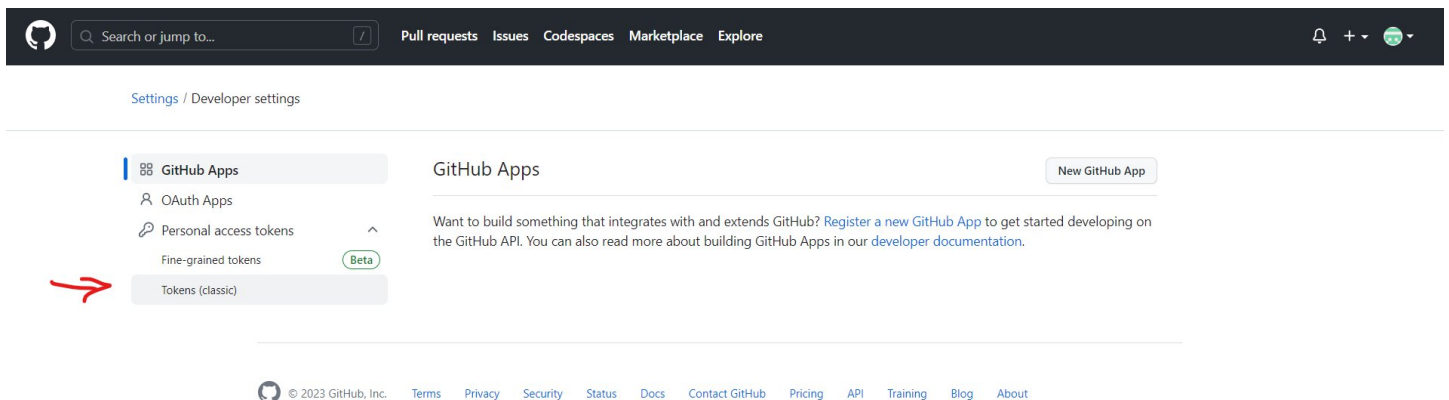 Search or jump to... / Pull requests Issues Codespaces Marketplace Explore
Settings / Developer settings
GitHub Apps
OAuth Apps
Personal access tokens
Fine-grained tokens Beta
Tokens (classic)
GitHub Apps New GitHub App
Want to build something that integrates with and extends GitHub? Register a new GitHub App to get started developing on
the GitHub API. You can also read more about building GitHub Apps in our developer documentation.
© 2023 GitHub, Inc. Terms Privacy Security Status Docs Contact GitHub Pricing API Training Blog About